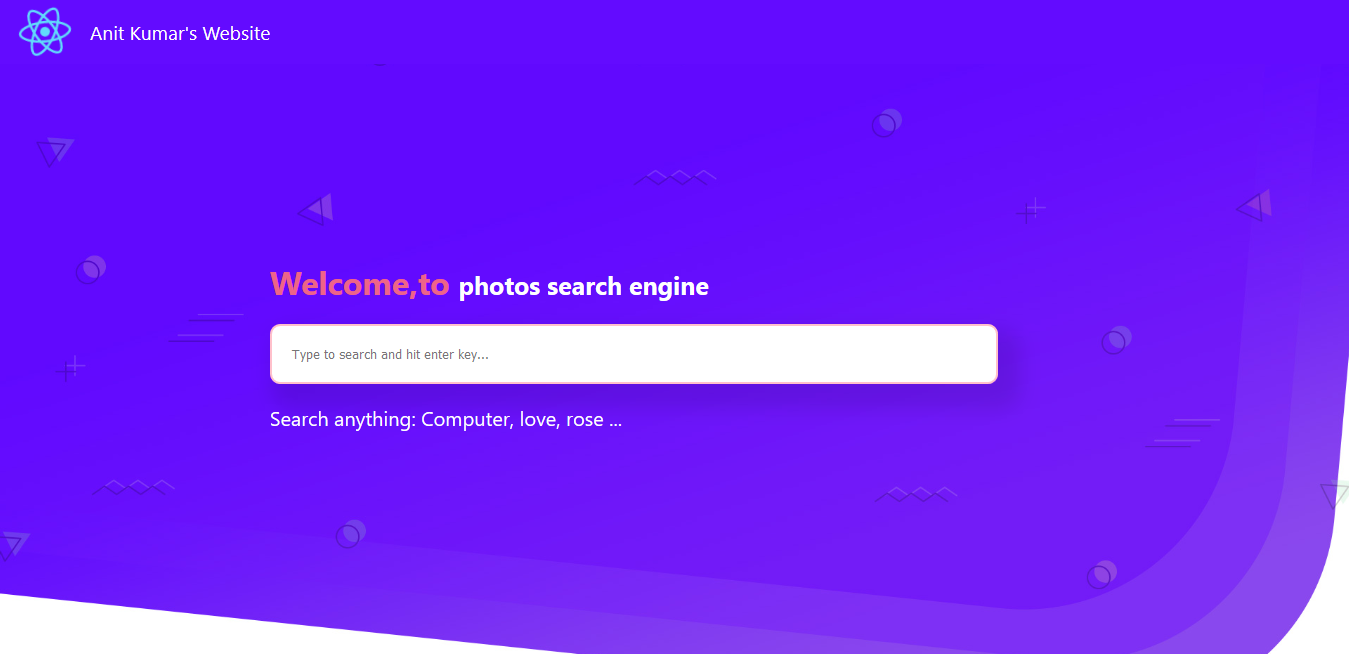 Anit Kumar's Website
Welcome,to photos search engine
Type to search and hit enter key...
Search anything: Computer, love, rose ...